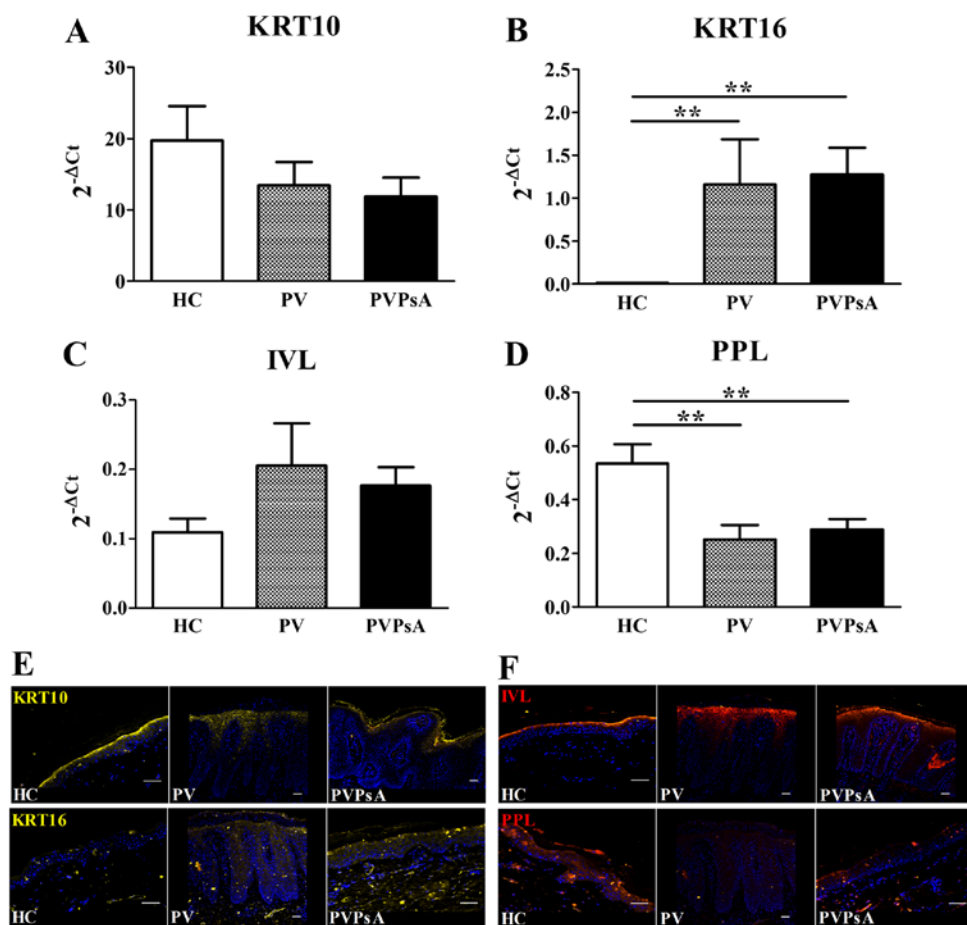 A
KRT10
2^-ΔCt
30
20
10
0
HC PV PVPsA
B
KRT16
2^-ΔCt
2.5
2.0
1.5
1.0
0.5
0.0
**
**
HC PV PVPsA
C
IVL
2^-ΔCt
0.3
0.2
0.1
0.0
HC PV PVPsA
D
PPL
2^-ΔCt
0.8
0.6
0.4
0.2
0.0
**
**
HC PV PVPsA
E
KRT10
HC PV PVPsA
KRT16
HC PV PVPsA
F
IVL
HC PV PVPsA
PPL
HC PV PVPsA